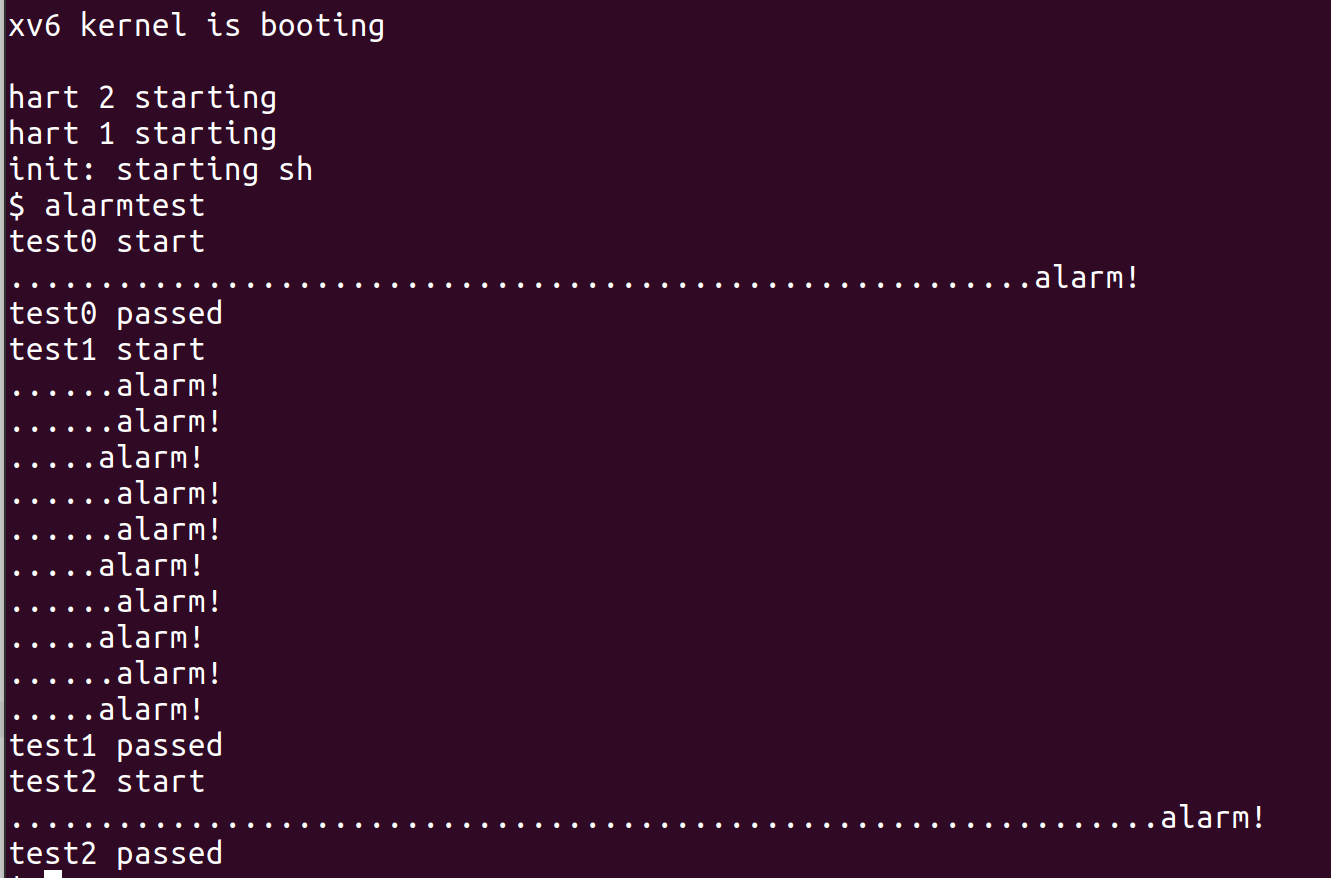 xv6 kernel is booting
hart 2 starting
hart 1 starting
init: starting sh
$ alarmtest
test0 start
.........................................................alarm!
test0 passed
test1 start
......alarm!
......alarm!
.....alarm!
......alarm!
......alarm!
.....alarm!
......alarm!
.....alarm!
......alarm!
.....alarm!
test1 passed
test2 start
................................................................alarm!
test2 passed